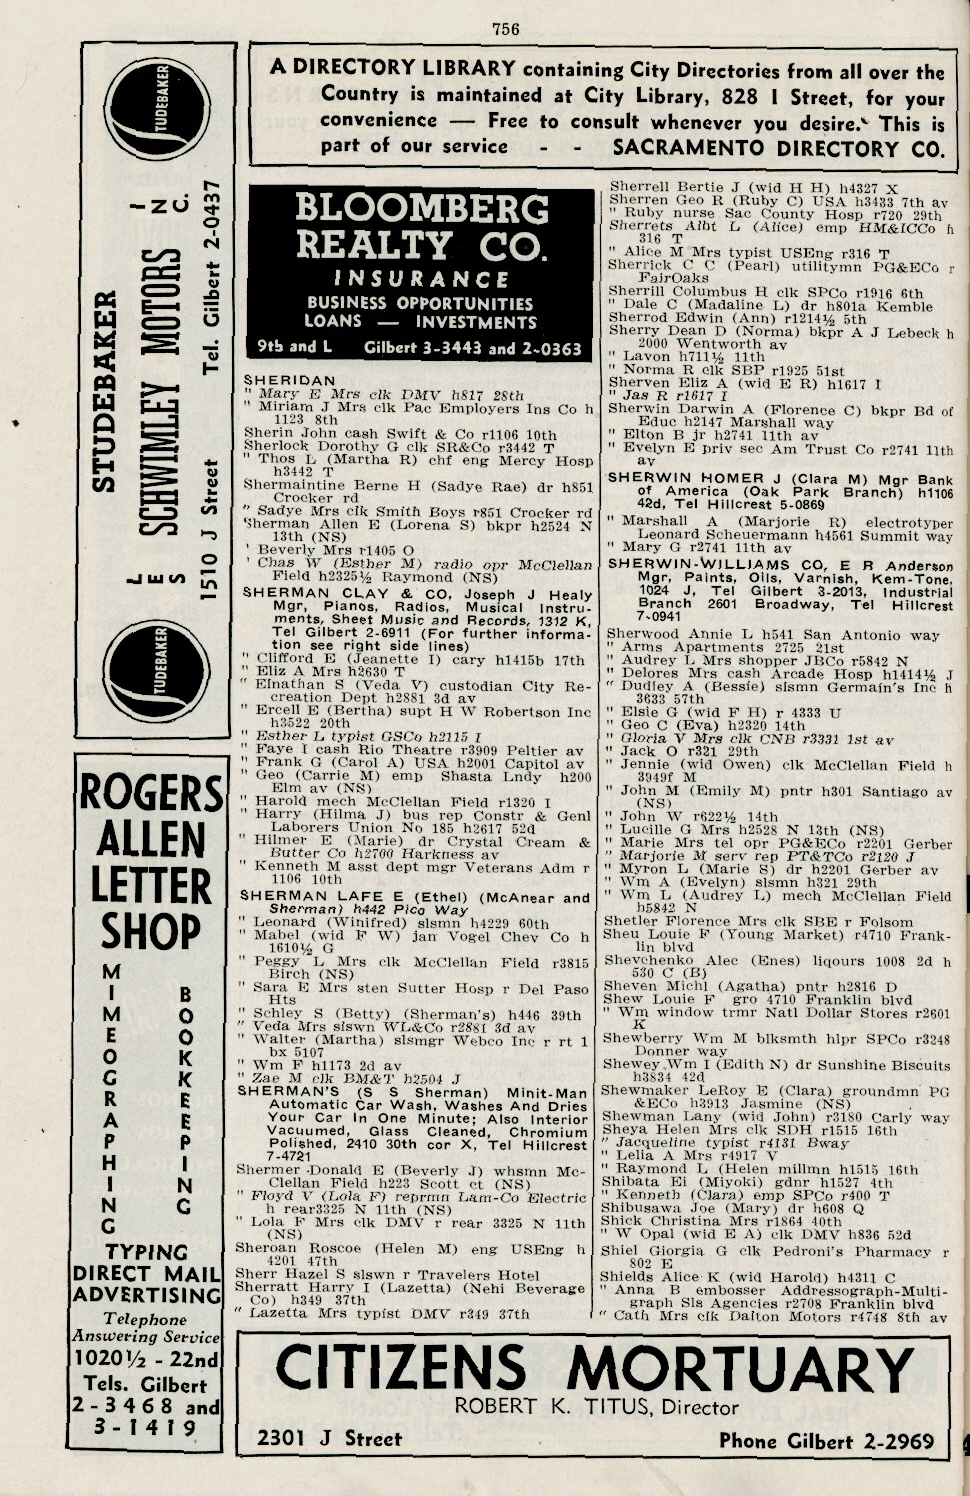 756
A DIRECTORY LIBRARY containing City Directories from all over the
Country is maintained at City Library, 828 I Street, for your
convenience — Free to consult whenever you desire. This is
part of our service - - SACRAMENTO DIRECTORY CO.
STUDEBAKER
STUDEBAKER
LES SCHWIMLEY MOTORS INC.
1510 J Street Tel. Gilbert 2-0437
STUDEBAKER
ROGERS
ALLEN
LETTER
SHOP
MIMEOGRAPHING
BOOKKEEPING
TYPING
DIRECT MAIL
ADVERTISING
Telephone
Answering Service
1020½ - 22nd
Tels. Gilbert
2-3468 and
3-1419
BLOOMBERG
REALTY CO.
INSURANCE
BUSINESS OPPORTUNITIES
LOANS — INVESTMENTS
9th and L Gilbert 3-3443 and 2-0363
SHERIDAN
" Mary E Mrs clk DMV h817 28th
" Miriam J Mrs clk Pac Employers Ins Co h
1123 8th
Sherin John cash Swift & Co r1106 10th
Sherlock Dorothy G clk SR&Co r3442 T
" Thos L (Martha R) chf eng Mercy Hosp
h3442 T
Shermaintine Berne H (Sadye Rae) dr h851
Crocker rd
" Sadye Mrs clk Smith Boys r851 Crocker rd
Sherman Allen E (Lorena S) bkpr h2524 N
13th (NS)
' Beverly Mrs r1405 O
' Chas W (Esther M) radio opr McClellan
Field h2325½ Raymond (NS)
SHERMAN CLAY & CO, Joseph J Healy
Mgr, Pianos, Radios, Musical Instru-
ments, Sheet Music and Records, 1312 K,
Tel Gilbert 2-6911 (For further informa-
tion see right side lines)
" Clifford E (Jeanette I) cary h1415b 17th
" Eliz A Mrs h2630 T
" Elnathan S (Veda V) custodian City Re-
creation Dept h2881 3d av
" Ercell E (Bertha) supt H W Robertson Inc
h3522 20th
" Esther L typist GSCo h2115 I
" Faye I cash Rio Theatre r3909 Peltier av
" Frank G (Carol A) USA h2001 Capitol av
" Geo (Carrie M) emp Shasta Lndy h200
Elm av (NS)
" Harold mech McClellan Field r1320 I
" Harry (Hilma J) bus rep Constr & Genl
Laborers Union No 185 h2617 52d
" Hilmer E (Marie) dr Crystal Cream &
Butter Co h2700 Harkness av
" Kenneth M asst dept mgr Veterans Adm r
1106 10th
SHERMAN LAFE E (Ethel) (McAnear and
Sherman) h442 Pico Way
" Leonard (Winifred) slsmn h4229 60th
" Mabel (wid F W) jan Vogel Chev Co h
1610½ G
" Peggy L Mrs clk McClellan Field r3815
Birch (NS)
" Sara E Mrs sten Sutter Hosp r Del Paso
Hts
" Schley S (Betty) (Sherman's) h446 39th
" Veda Mrs slswn WL&Co r2881 3d av
" Walter (Martha) slsmgr Webco Inc r rt 1
bx 5107
" Wm F h1173 2d av
" Zae M clk BM&T h2504 J
SHERMAN'S (S S Sherman) Minit-Man
Automatic Car Wash, Washes And Dries
Your Car In One Minute; Also Interior
Vacuumed, Glass Cleaned, Chromium
Polished, 2410 30th cor X, Tel Hillcrest
7-4721
Shermer Donald E (Beverly J) whsmn Mc-
Clellan Field h223 Scott ct (NS)
" Floyd V (Lola F) reprmn Lam-Co Electric
h rear3325 N 11th (NS)
" Lola F Mrs clk DMV r rear 3325 N 11th
(NS)
Sheroan Roscoe (Helen M) eng USEng h
4201 47th
Sherr Hazel S slswn r Travelers Hotel
Sherratt Harry I (Lazetta) (Nehi Beverage
Co) h349 37th
" Lazetta Mrs typist DMV r349 37th
Sherrell Bertie J (wid H H) h4327 X
Sherren Geo R (Ruby C) USA h3433 7th av
" Ruby nurse Sac County Hosp r720 29th
Sherrets Albt L (Alice) emp HM&ICCo h
316 T
" Alice M Mrs typist USEng r316 T
Sherrick C C (Pearl) utilitymn PG&ECo r
FairOaks
Sherrill Columbus H clk SPCo r1916 6th
" Dale C (Madaline L) dr h801a Kemble
Sherrod Edwin (Ann) r1214½ 5th
Sherry Dean D (Norma) bkpr A J Lebeck h
2000 Wentworth av
" Lavon h711½ 11th
" Norma R clk SBP r1925 51st
Sherven Eliz A (wid E R) h1617 I
" Jas R r1617 I
Sherwin Darwin A (Florence C) bkpr Bd of
Educ h2147 Marshall way
" Elton B jr h2741 11th av
" Evelyn E priv sec Am Trust Co r2741 11th
av
SHERWIN HOMER J (Clara M) Mgr Bank
of America (Oak Park Branch) h1106
42d, Tel Hillcrest 5-0869
" Marshall A (Marjorie R) electrotyper
Leonard Scheuermann h4561 Summit way
" Mary G r2741 11th av
SHERWIN-WILLIAMS CO, E R Anderson
Mgr, Paints, Oils, Varnish, Kem-Tone,
1024 J, Tel Gilbert 3-2013, Industrial
Branch 2601 Broadway, Tel Hillcrest
7-0941
Sherwood Annie L h541 San Antonio way
" Arms Apartments 2725 21st
" Audrey L Mrs shopper JBCo r5842 N
" Delores Mrs cash Arcade Hosp h1414½ J
" Dudley A (Bessie) slsmn Germain's Inc h
3633 57th
" Elsie G (wid F H) r 4333 U
" Geo C (Eva) h2320 14th
" Gloria V Mrs clk CNB r3331 1st av
" Jack O r321 29th
" Jennie (wid Owen) clk McClellan Field h
3949f M
" John M (Emily M) pntr h301 Santiago av
(NS)
" John W r622½ 14th
" Lucille G Mrs h2528 N 13th (NS)
" Marie Mrs tel opr PG&ECo r2201 Gerber
" Marjorie M serv rep PT&TCo r2120 J
" Myron L (Marie S) dr h2201 Gerber av
" Wm A (Evelyn) slsmn h321 29th
" Wm L (Audrey L) mech McClellan Field
h5842 N
Shetler Florence Mrs clk SBE r Folsom
Sheu Louie F (Young Market) r4710 Frank-
lin blvd
Shevchenko Alec (Enes) liqours 1008 2d h
530 C (B)
Sheven Michl (Agatha) pntr h2816 D
Shew Louie F gro 4710 Franklin blvd
" Wm window trmr Natl Dollar Stores r2601
K
Shewberry Wm M blksmth hlpr SPCo r3248
Donner way
Shewey Wm I (Edith N) dr Sunshine Biscuits
h3834 42d
Shewmaker LeRoy E (Clara) groundmn PG
&ECo h3913 Jasmine (NS)
Shewman Lany (wid John) r3180 Carly way
Sheya Helen Mrs clk SDH r1515 16th
" Jacqueline typist r4131 Bway
" Lelia A Mrs r4917 V
" Raymond L (Helen millmn h1515 16th
Shibata Ei (Miyoki) gdnr h1527 4th
" Kenneth (Clara) emp SPCo r400 T
Shibusawa Joe (Mary) dr h608 Q
Shick Christina Mrs r1864 40th
" W Opal (wid E A) clk DMV h836 52d
Shiel Giorgia G clk Pedroni's Pharmacy r
802 E
Shields Alice K (wid Harold) h4311 C
" Anna B embosser Addressograph-Multi-
graph Sls Agencies r2708 Franklin blvd
" Cath Mrs clk Dalton Motors r4748 8th av
CITIZENS MORTUARY
ROBERT K. TITUS, Director
2301 J Street Phone Gilbert 2-2969